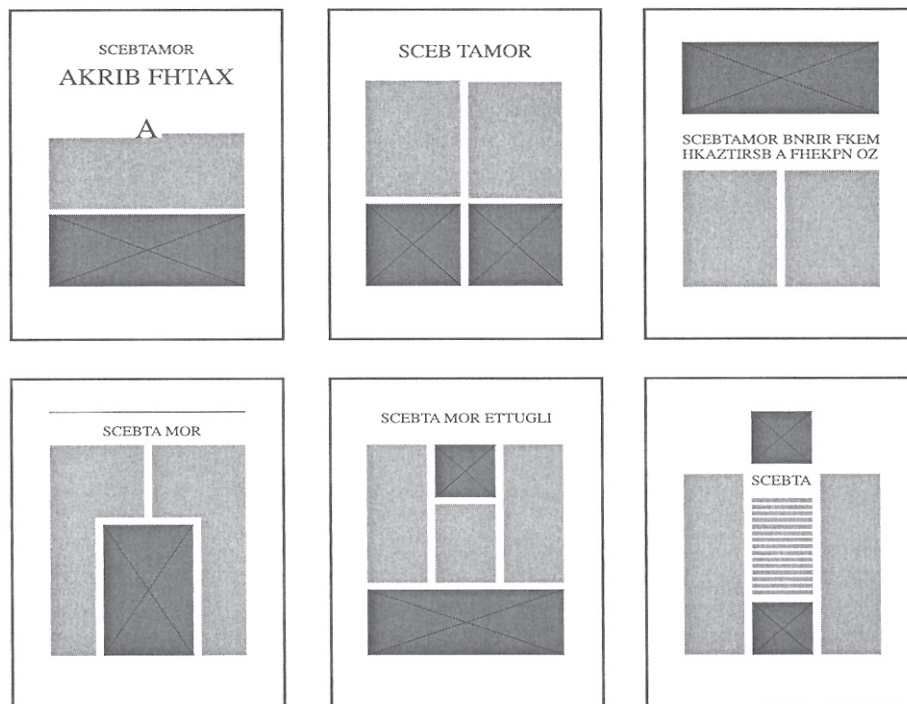 SCEBTAMOR
AKRIB FHTAX
A
SCEB TAMOR
SCEBTAMOR BNRIR FKEM
HKAZTIRSB A FHEKPN OZ
SCEBTA MOR
SCEBTA MOR ETTUGLI
SCEBTA